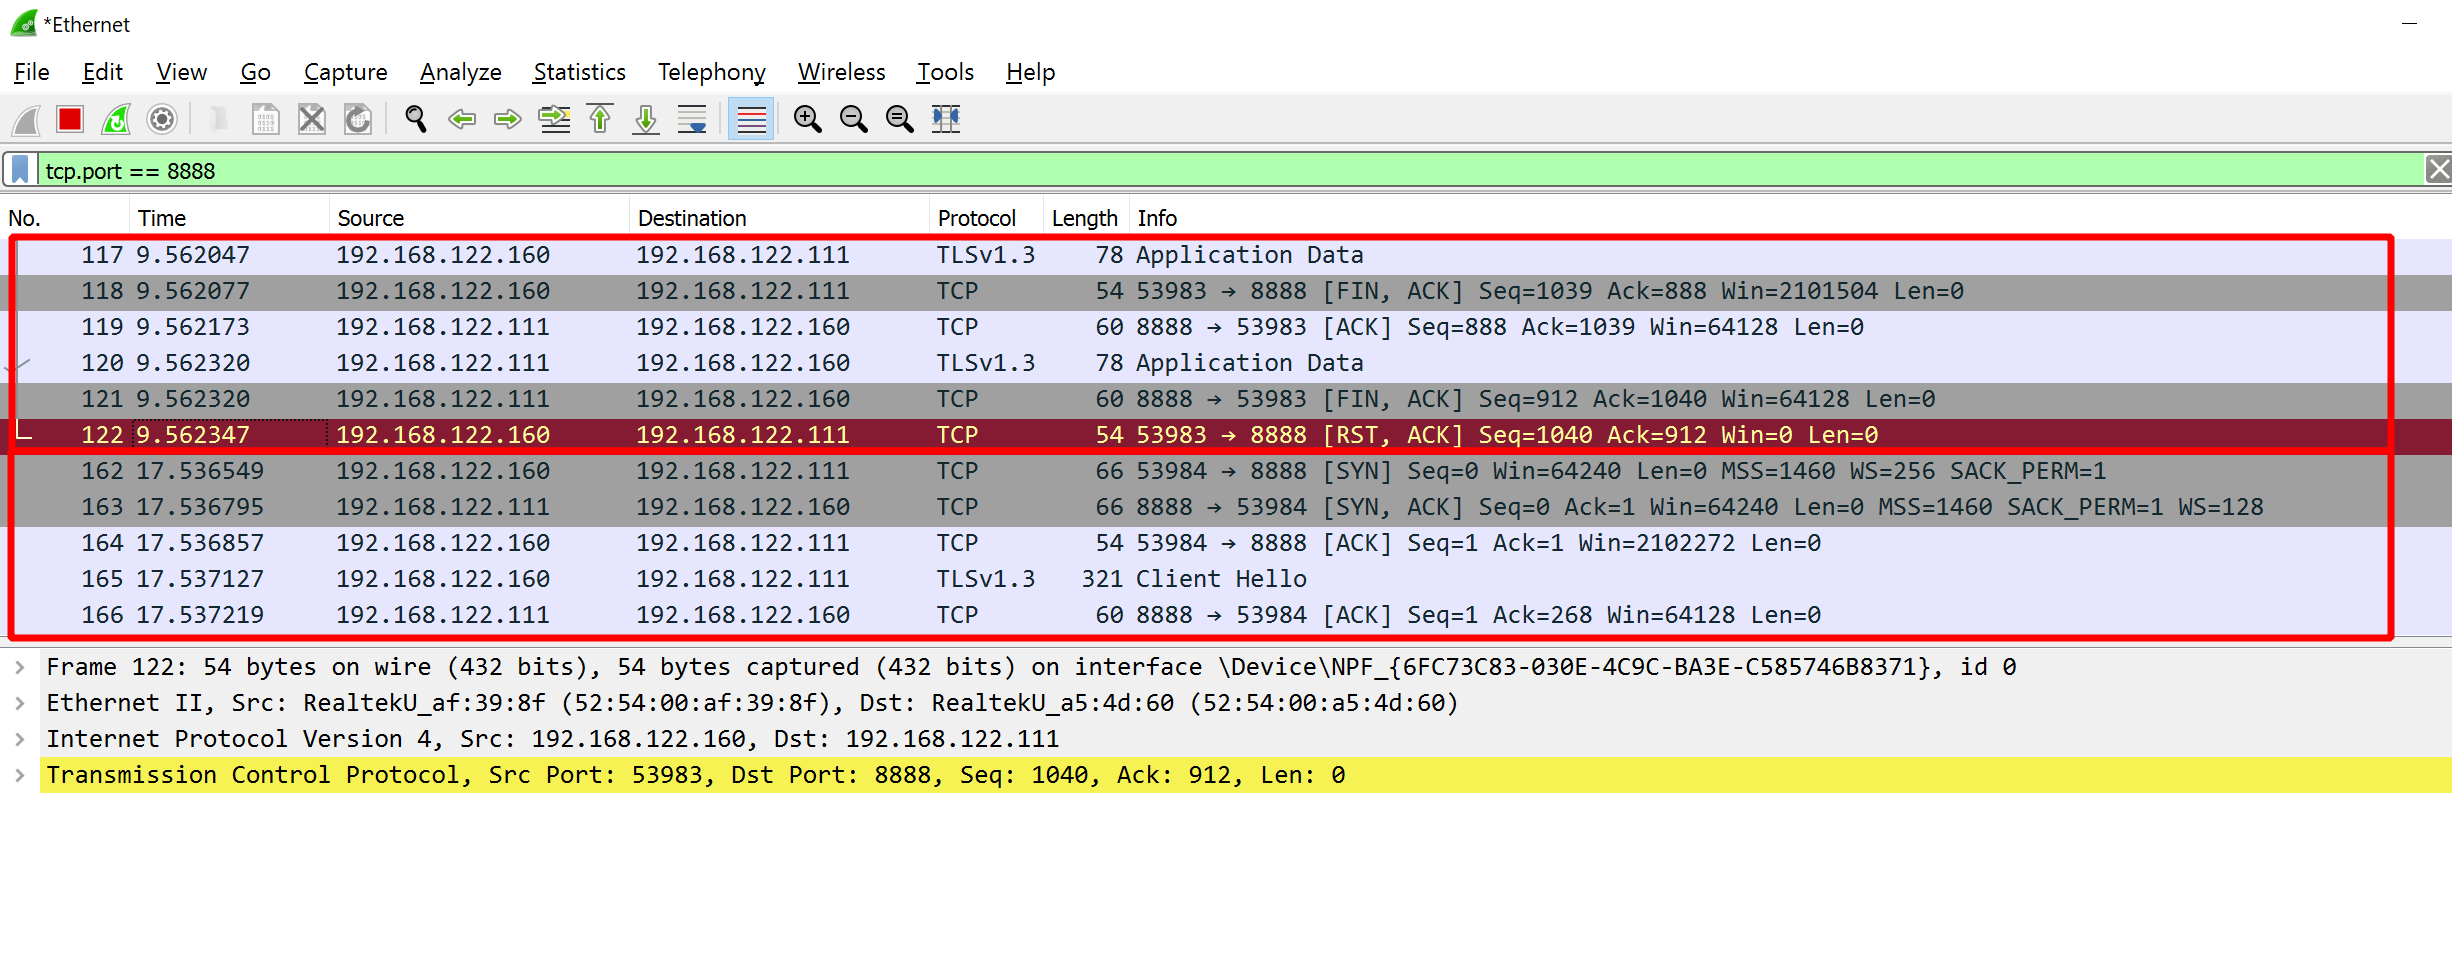 *Ethernet
File Edit View Go Capture Analyze Statistics Telephony Wireless Tools Help
tcp.port == 8888
No. Time Source Destination Protocol Length Info
117 9.562047 192.168.122.160 192.168.122.111 TLSv1.3 78 Application Data
118 9.562077 192.168.122.160 192.168.122.111 TCP 54 53983 → 8888 [FIN, ACK] Seq=1039 Ack=888 Win=2101504 Len=0
119 9.562173 192.168.122.111 192.168.122.160 TCP 60 8888 → 53983 [ACK] Seq=888 Ack=1039 Win=64128 Len=0
120 9.562320 192.168.122.111 192.168.122.160 TLSv1.3 78 Application Data
121 9.562320 192.168.122.111 192.168.122.160 TCP 60 8888 → 53983 [FIN, ACK] Seq=912 Ack=1040 Win=64128 Len=0
122 9.562347 192.168.122.160 192.168.122.111 TCP 54 53983 → 8888 [RST, ACK] Seq=1040 Ack=912 Win=0 Len=0
162 17.536549 192.168.122.160 192.168.122.111 TCP 66 53984 → 8888 [SYN] Seq=0 Win=64240 Len=0 MSS=1460 WS=256 SACK_PERM=1
163 17.536795 192.168.122.111 192.168.122.160 TCP 66 8888 → 53984 [SYN, ACK] Seq=0 Ack=1 Win=64240 Len=0 MSS=1460 SACK_PERM=1 WS=128
164 17.536857 192.168.122.160 192.168.122.111 TCP 54 53984 → 8888 [ACK] Seq=1 Ack=1 Win=2102272 Len=0
165 17.537127 192.168.122.160 192.168.122.111 TLSv1.3 321 Client Hello
166 17.537219 192.168.122.111 192.168.122.160 TCP 60 8888 → 53984 [ACK] Seq=1 Ack=268 Win=64128 Len=0
Frame 122: 54 bytes on wire (432 bits), 54 bytes captured (432 bits) on interface \Device\NPF_{6FC73C83-030E-4C9C-BA3E-C585746B8371}, id 0
Ethernet II, Src: RealtekU_af:39:8f (52:54:00:af:39:8f), Dst: RealtekU_a5:4d:60 (52:54:00:a5:4d:60)
Internet Protocol Version 4, Src: 192.168.122.160, Dst: 192.168.122.111
Transmission Control Protocol, Src Port: 53983, Dst Port: 8888, Seq: 1040, Ack: 912, Len: 0